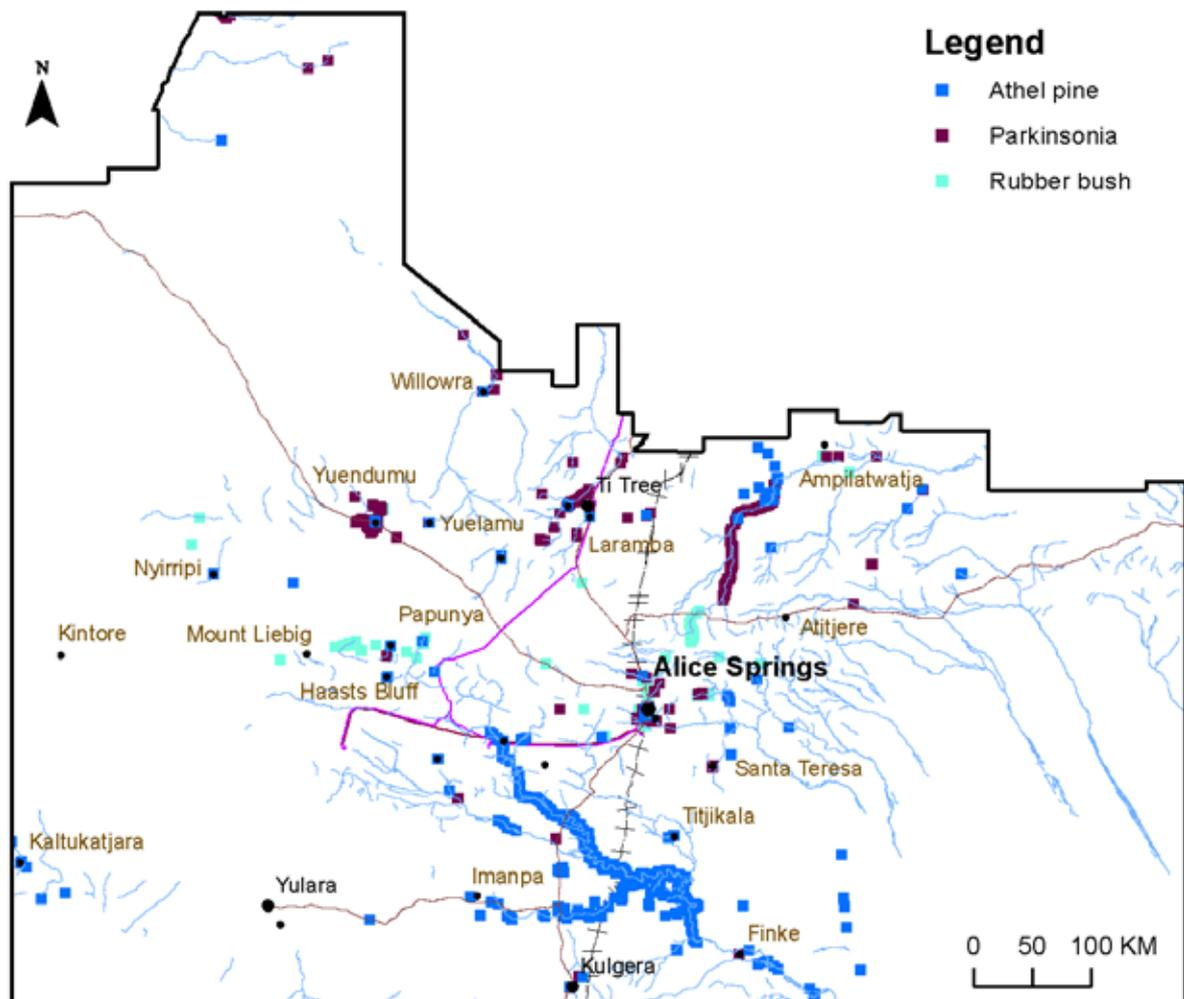 Legend
N
Athel pine
Parkinsonia
Rubber bush
Willowra
Yuendumu
Ti Tree
Ampilatwatja
Yuelamu
Laramba
Nyirripi
Papunya
Kintore
Mount Liebig
Atitjere
Alice Springs
Haasts Bluff
Santa Teresa
Titjikala
Kaltukatjara
Imanpa
Yulara
Finke
0 50 100 KM
Kulgera